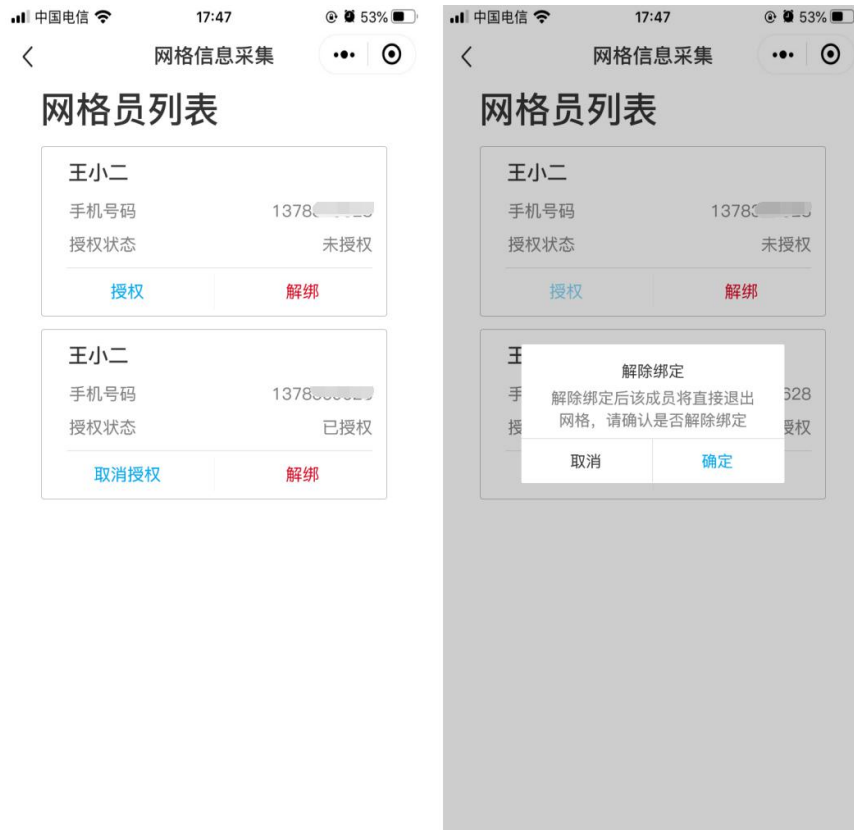 中国电信 17:47 53%
网格信息采集
网格员列表
王小二
手机号码 1378
授权状态 未授权
授权 解绑
王小二
手机号码 1378
授权状态 已授权
取消授权 解绑
中国电信 17:47 53%
网格信息采集
网格员列表
王小二
手机号码 1378
授权状态 未授权
授权 解绑
解除绑定
解除绑定后该成员将直接退出
网格，请确认是否解除绑定
取消 确定
手 628
授 授权